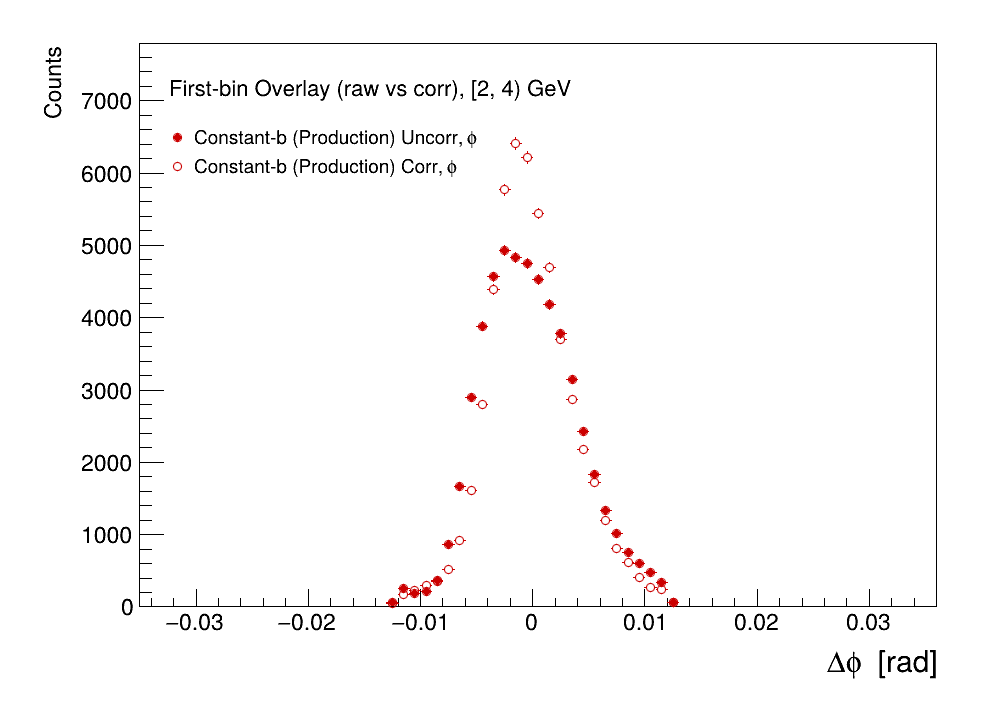 Counts
First-bin Overlay (raw vs corr), [2, 4) GeV
Constant-b (Production) Uncorr, ϕ
Constant-b (Production) Corr, ϕ
7000
6000
5000
4000
3000
2000
1000
0
−0.03 −0.02 −0.01 0 0.01 0.02 0.03
Δϕ [rad]